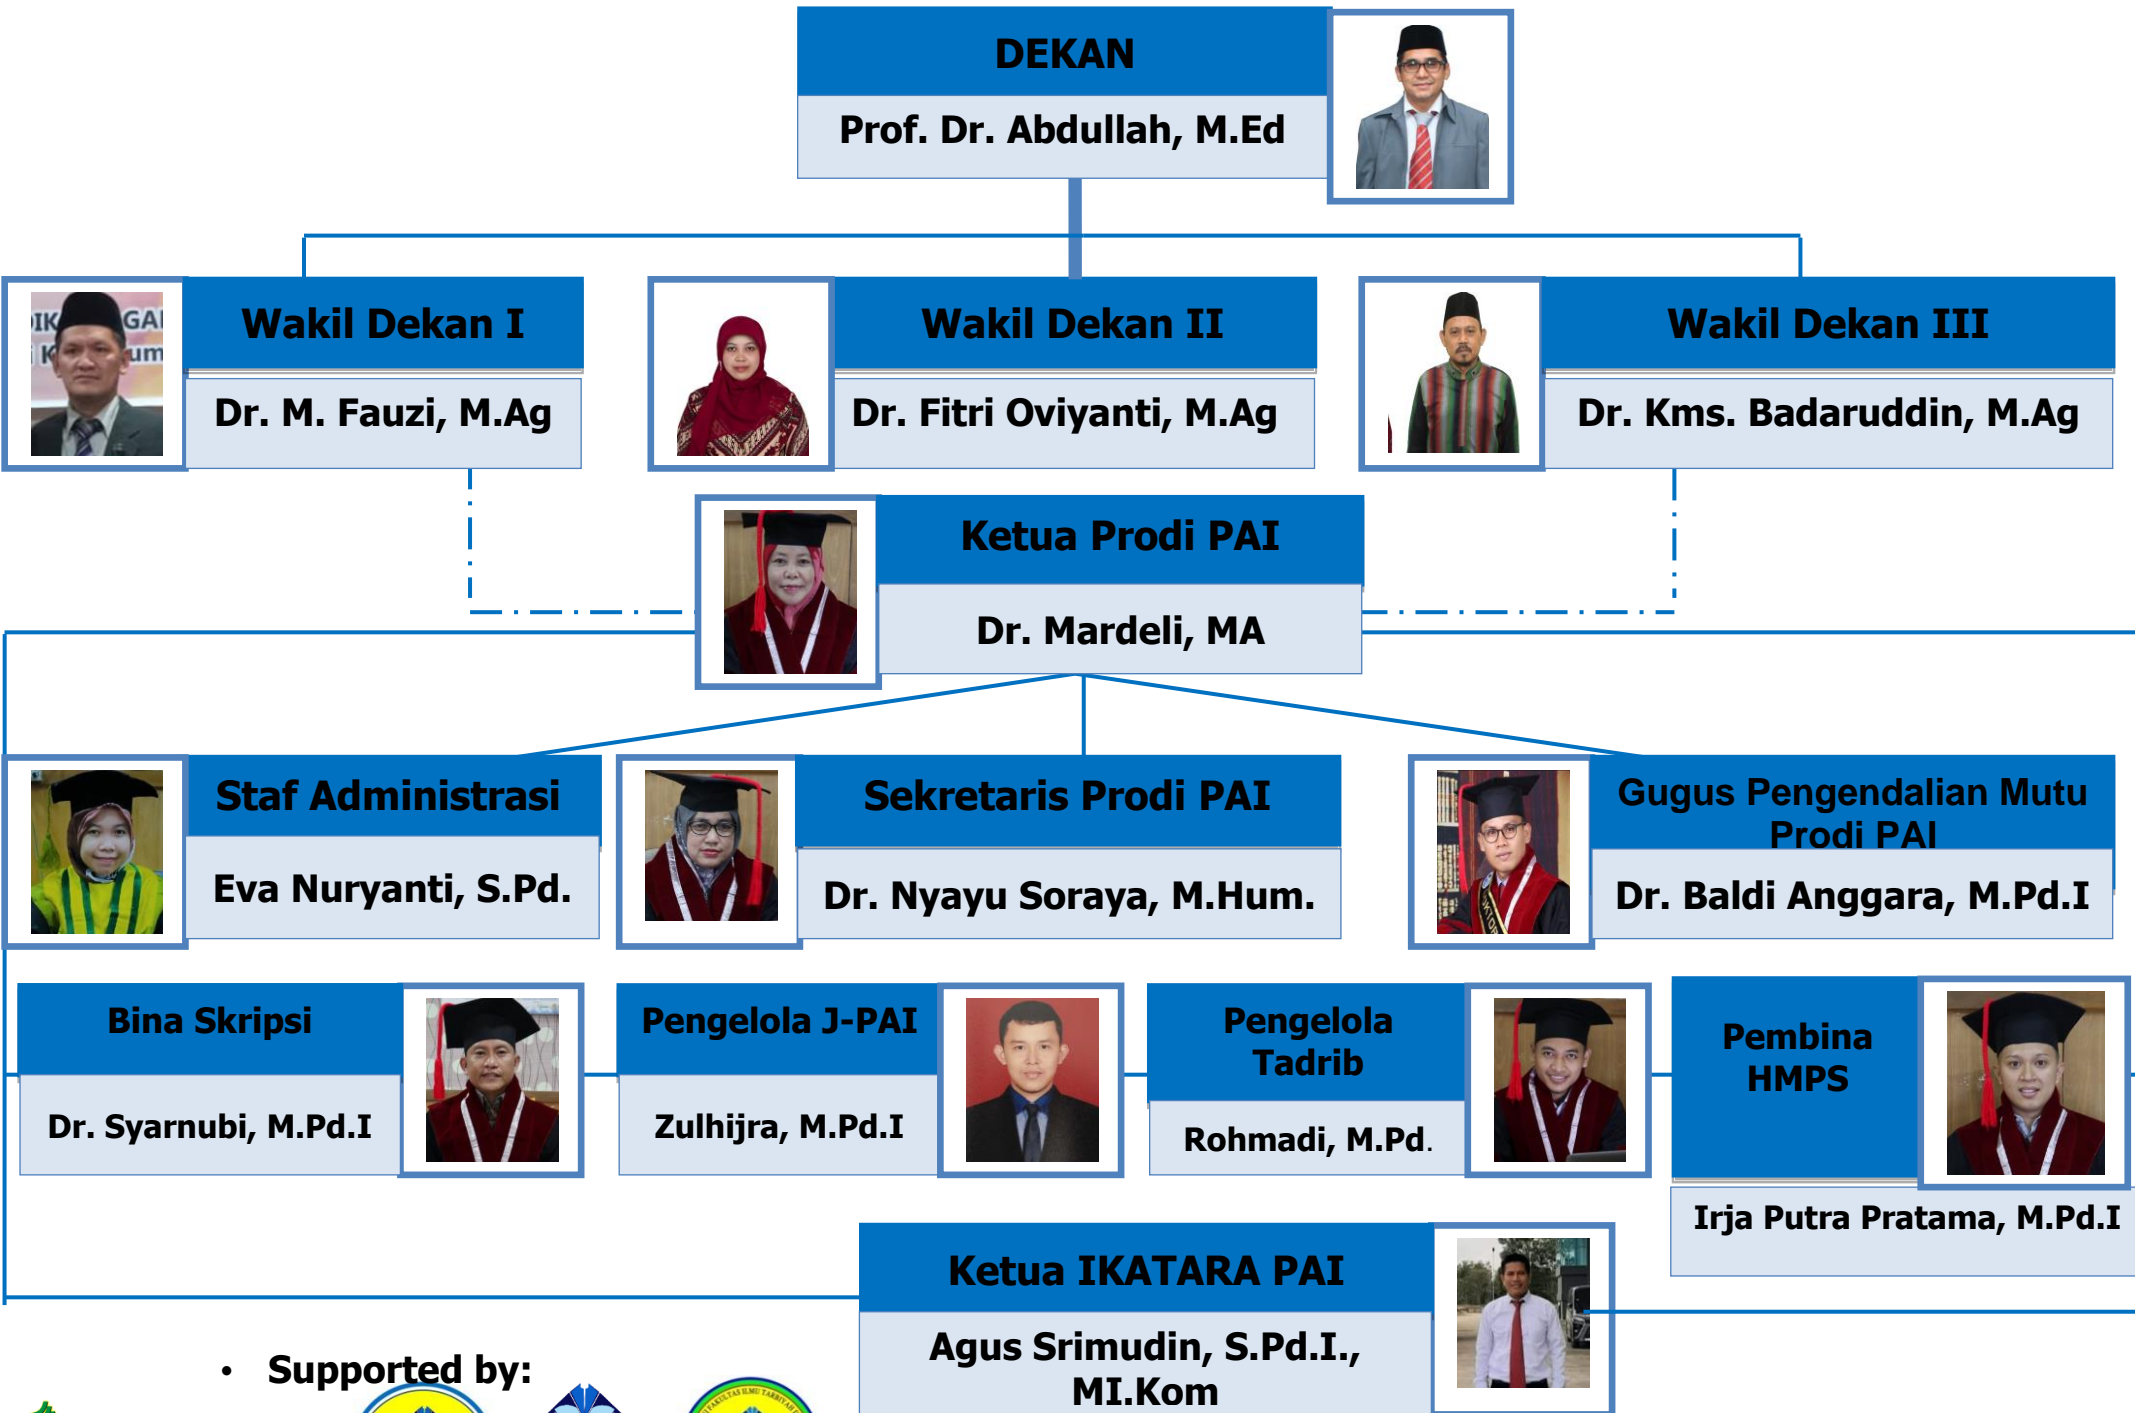 DEKAN
Prof. Dr. Abdullah, M.Ed
Wakil Dekan I
Dr. M. Fauzi, M.Ag
Wakil Dekan II
Dr. Fitri Oviyanti, M.Ag
Wakil Dekan III
Dr. Kms. Badaruddin, M.Ag
Ketua Prodi PAI
Dr. Mardeli, MA
Staf Administrasi
Eva Nuryanti, S.Pd.
Sekretaris Prodi PAI
Dr. Nyayu Soraya, M.Hum.
Gugus Pengendalian Mutu
Prodi PAI
Dr. Baldi Anggara, M.Pd.I
Bina Skripsi
Dr. Syarnubi, M.Pd.I
Pengelola J-PAI
Zulhijra, M.Pd.I
Pengelola
Tadrib
Rohmadi, M.Pd.
Pembina
HMPS
Irja Putra Pratama, M.Pd.I
Ketua IKATARA PAI
Agus Srimudin, S.Pd.I.,
MI.Kom
• Supported by:
FAKULTAS ILMU TARBIYAH